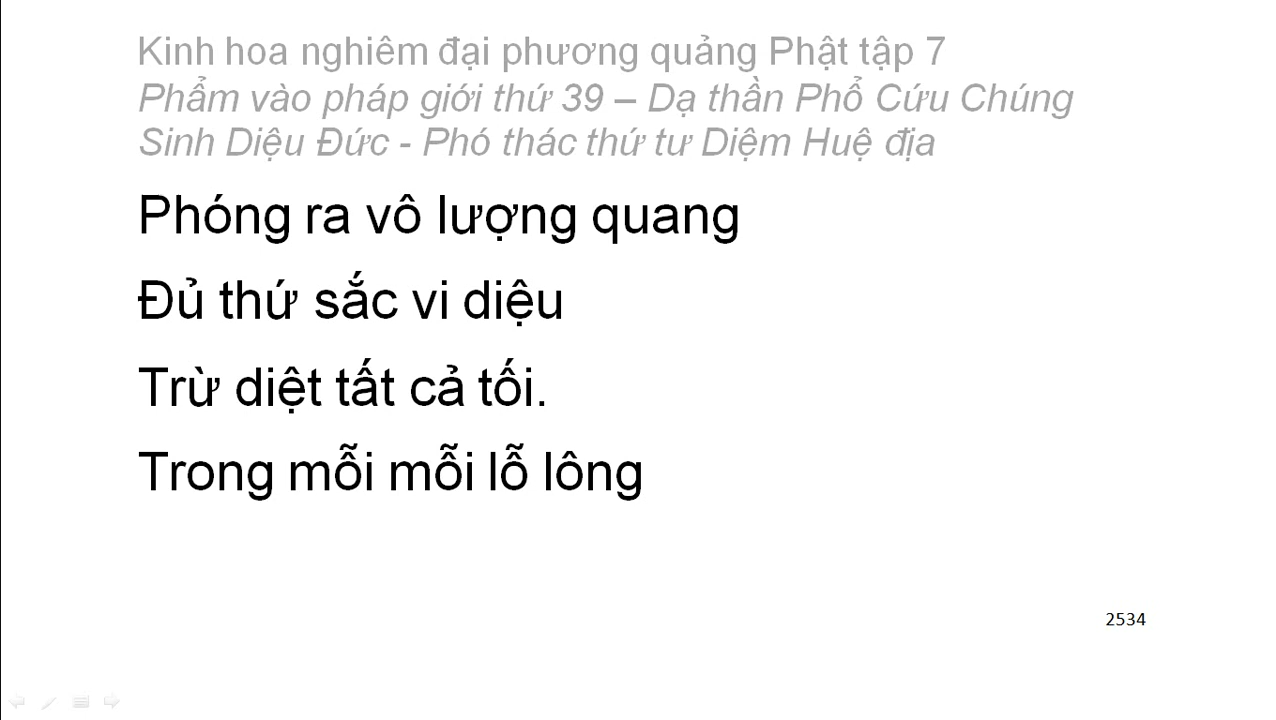 Kinh hoa nghiêm đại phương quảng Phật tập 7
Phẩm vào pháp giới thứ 39 – Dạ thần Phổ Cứu Chúng
Sinh Diệu Đức - Phó thác thứ tư Diệm Huệ địa
Phóng ra vô lượng quang
Đủ thứ sắc vi diệu
Trừ diệt tất cả tối.
Trong mỗi mỗi lỗ lông
2534